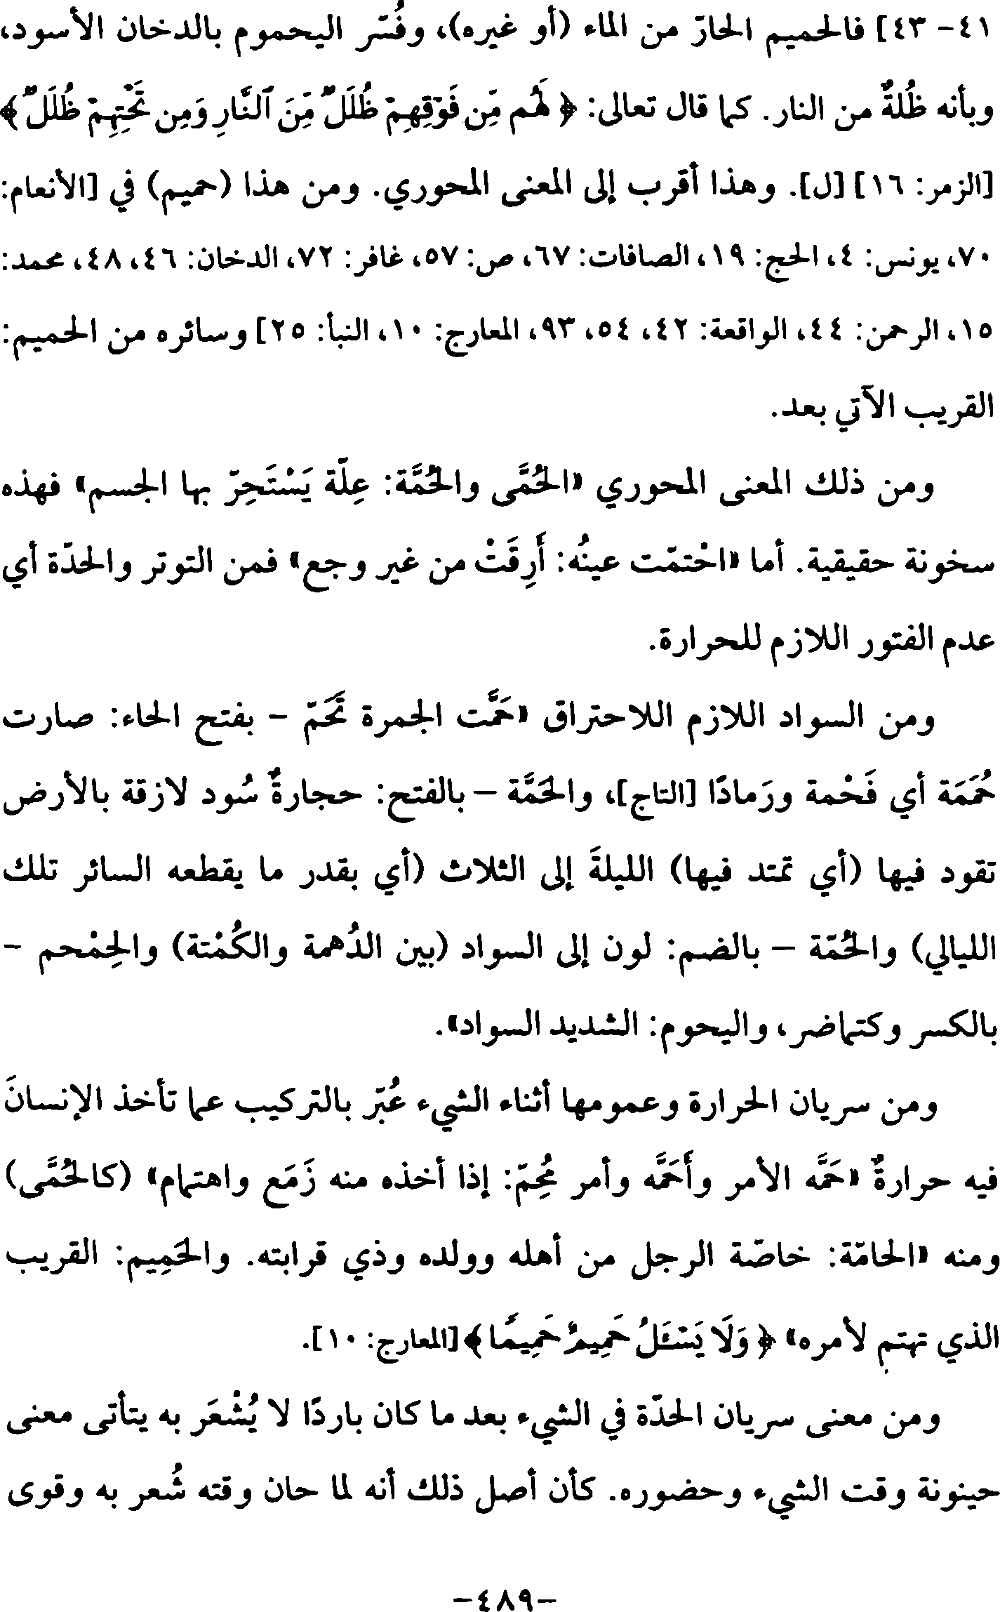 ٤١- ٤٣] فالحميم الحارّ من الماء (أو غيره)، وفُسّر اليحموم بالدخان الأسود،
وبأنه ظُلةٌ من النار. كما قال تعالى: ﴿ لَهُم مِّن فَوْقِهِمْ ظُلَلٌ مِّنَ ٱلنَّارِ وَمِن تَحْتِهِمْ ظُلَلٌ ﴾
[الزمر: ١٦] [ل]. وهذا أقرب إلى المعنى المحوري. ومن هذا (حميم) في [الأنعام:
٧٠، يونس: ٤، الحج: ١٩، الصافات: ٦٧، ص: ٥٧، غافر: ٧٢، الدخان: ٤٦، ٤٨، محمد:
١٥، الرحمن: ٤٤، الواقعة: ٤٢، ٥٤، ٩٣، المعارج: ١٠، النبأ: ٢٥] وسائره من الحميم:
القريب الآتي بعد.
ومن ذلك المعنى المحوري «الحُمَّى والحُمَّة: عِلّة يَسْتَحِرّ بها الجسم» فهذه
سخونة حقيقية. أما «احْتمّت عينُه: أَرِقَتْ من غير وجع» فمن التوتر والحدّة أي
عدم الفتور اللازم للحرارة.
ومن السواد اللازم اللاحتراق «حَمَّت الجمرة تَحَمّ – بفتح الحاء: صارت
حُمَمَة أي فَحْمة ورَمادًا [التاج]، والحَمَّة – بالفتح: حجارةٌ سُود لازقة بالأرض
تقود فيها (أي تمتد فيها) الليلةَ إلى الثلاث (أي بقدر ما يقطعه السائر تلك
الليالي) والحُمّة – بالضم: لون إلى السواد (بين الدُهمة والكُمْتة) والحِمْحم –
بالكسر وكتماضر، واليحوم: الشديد السواد».
ومن سريان الحرارة وعمومها أثناء الشيء عُبّر بالتركيب عما تأخذ الإنسانَ
فيه حرارةٌ «حَمَّه الأمر وأَحَمَّه وأمر مُحِمّ: إذا أخذه منه زَمَع واهتمام» (كالحُمَّى)
ومنه «الحامّة: خاصّة الرجل من أهله وولده وذي قرابته. والحَمِيم: القريب
الذي تهتم لأمره» ﴿ وَلَا يَسْـَٔلُ حَمِيمٌ حَمِيمًا ﴾ [المعارج: ١٠].
ومن معنى سريان الحدّة في الشيء بعد ما كان باردًا لا يُشْعَر به يتأتى معنى
حينونة وقت الشيء وحضوره. كأن أصل ذلك أنه لما حان وقته شُعر به وقوى
-٤٨٩-